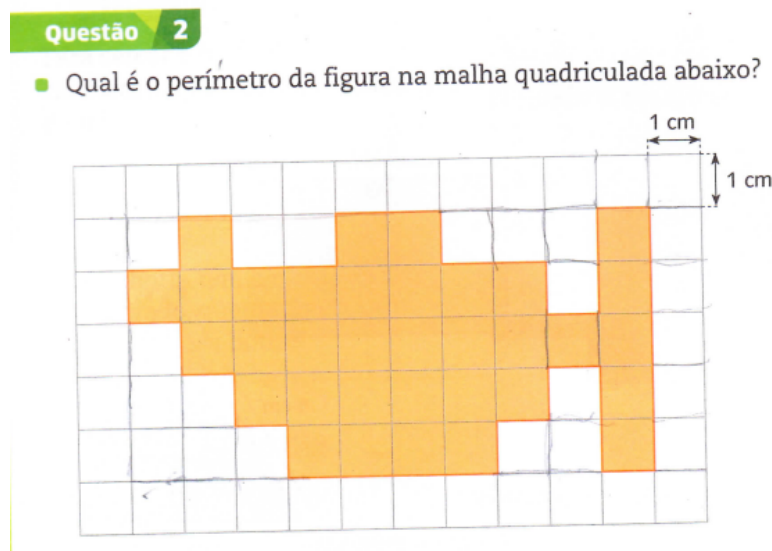 Questão 2
Qual é o perímetro da figura na malha quadriculada abaixo?
1 cm
1 cm